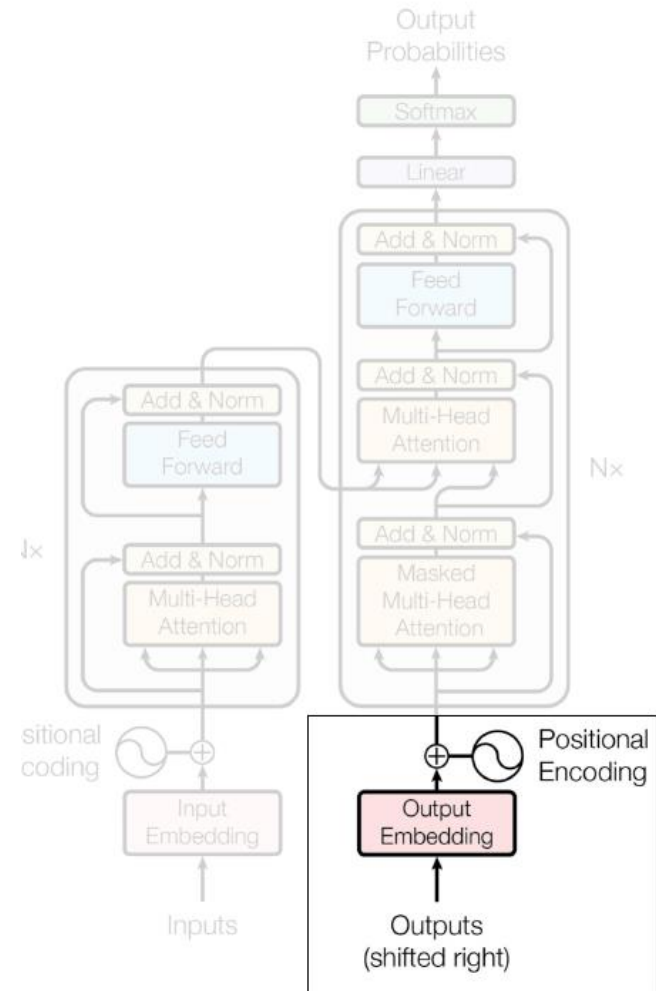 Output
Probabilities
Softmax
Linear
Add & Norm
Feed
Forward
Add & Norm
Multi-Head
Attention
Add & Norm
Masked
Multi-Head
Attention
N×
Add & Norm
Feed
Forward
Add & Norm
Multi-Head
Attention
N×
sitional
coding
Input
Embedding
Inputs
Positional
Encoding
Output
Embedding
Outputs
(shifted right)